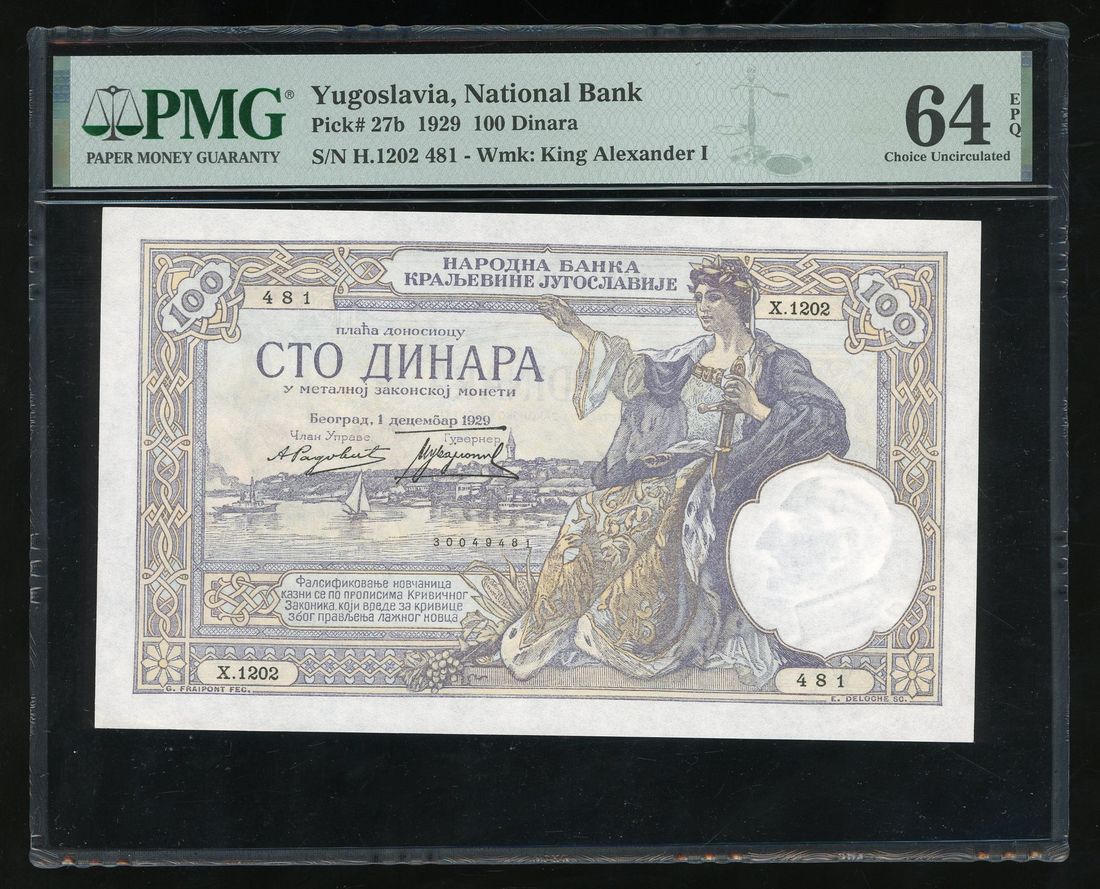 PMG®
PAPER MONEY GUARANTY
Yugoslavia, National Bank
Pick# 27b 1929 100 Dinara
S/N H.1202 481 - Wmk: King Alexander I
64
EPQ
Choice Uncirculated
НАРОДНА БАНКА
КРАЉЕВИНЕ ЈУГОСЛАВИЈЕ
100
481
X.1202
100
плаћа доносиоцу
СТО ДИНАРА
у металној законској монети
Београд, 1 децембар 1929
Члан Управе
Гувернер
30049481
Фалсификовање новчаница
казни се по прописима Кривичног
Законика, који вреде за кривице
због прављења лажног новца
X.1202
481
G. FRAIPONT FEC.
E. DELOCHE SC.